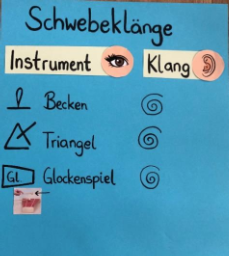 Schwebeklänge
Instrument Klang
Becken
Triangel
Gl. Glockenspiel